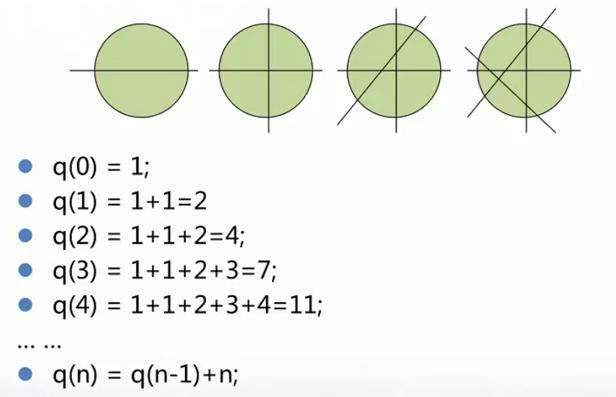 q(0) = 1;
q(1) = 1+1=2
q(2) = 1+1+2=4;
q(3) = 1+1+2+3=7;
q(4) = 1+1+2+3+4=11;
... ...
q(n) = q(n-1)+n;